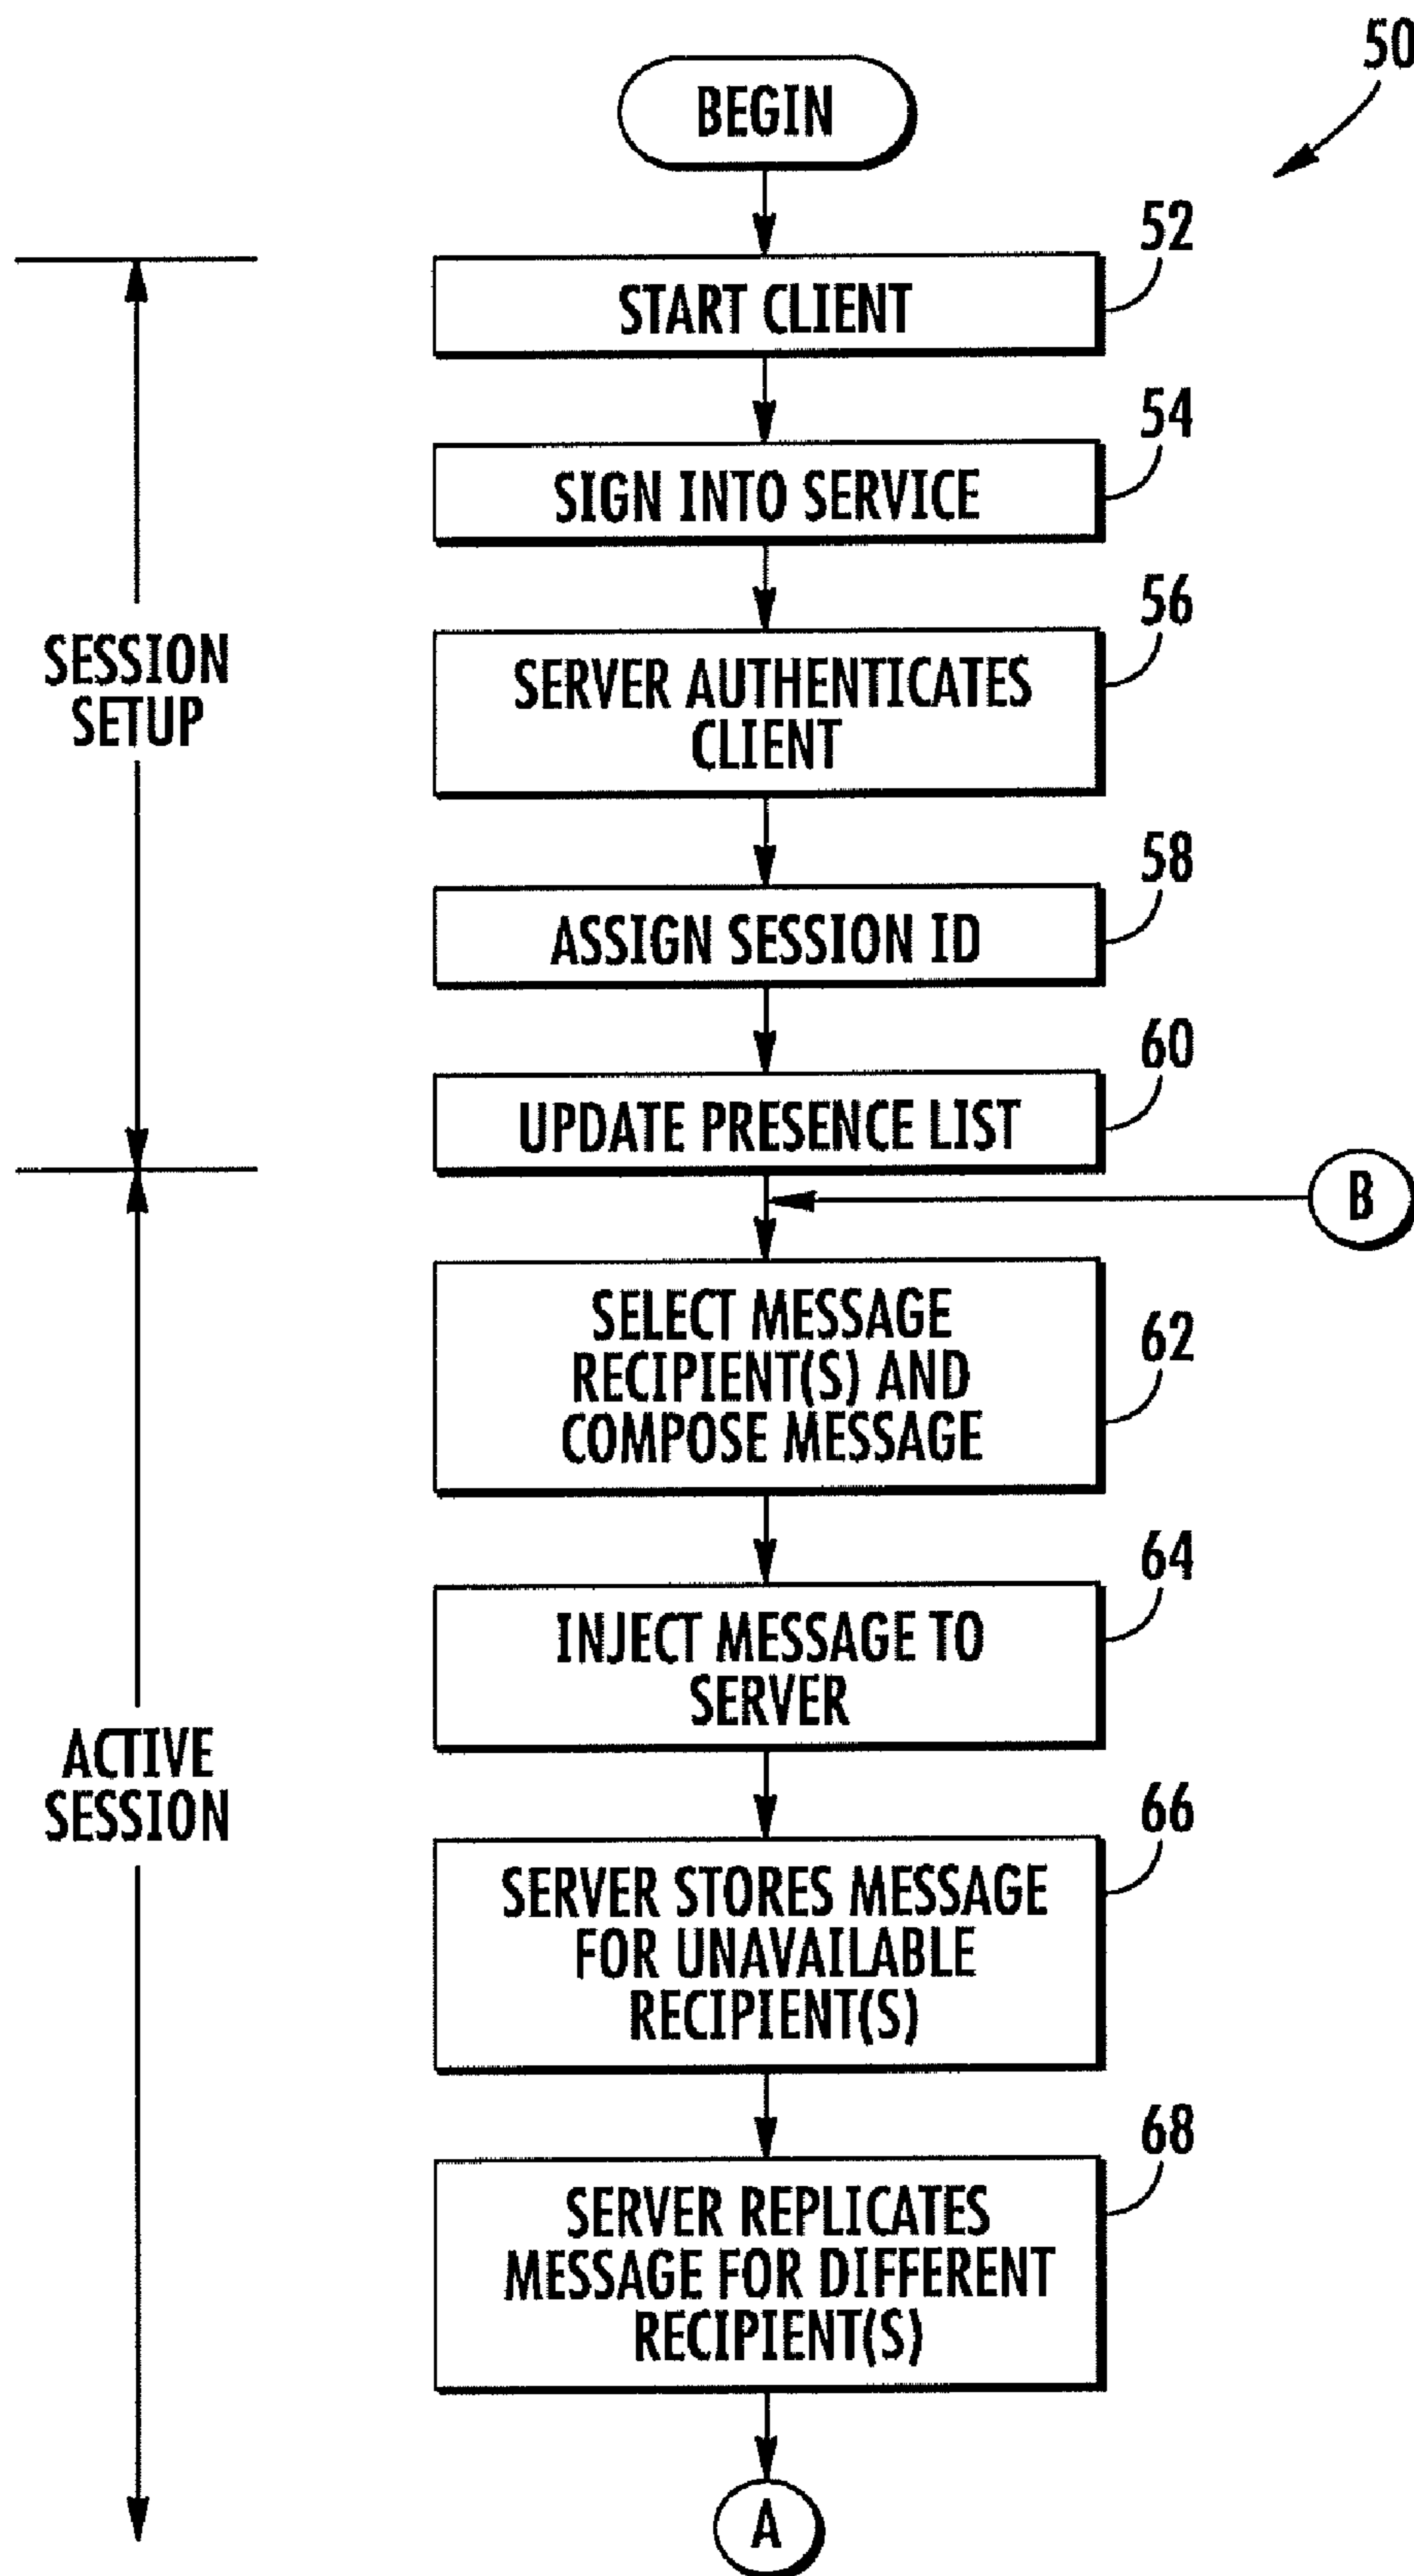 50
BEGIN
52
START CLIENT
54
SIGN INTO SERVICE
56
SERVER AUTHENTICATES
CLIENT
SESSION
SETUP
58
ASSIGN SESSION ID
60
UPDATE PRESENCE LIST
B
SELECT MESSAGE
RECIPIENT(S) AND
COMPOSE MESSAGE
62
64
INJECT MESSAGE TO
SERVER
ACTIVE
SESSION
66
SERVER STORES MESSAGE
FOR UNAVAILABLE
RECIPIENT(S)
68
SERVER REPLICATES
MESSAGE FOR DIFFERENT
RECIPIENT(S)
A